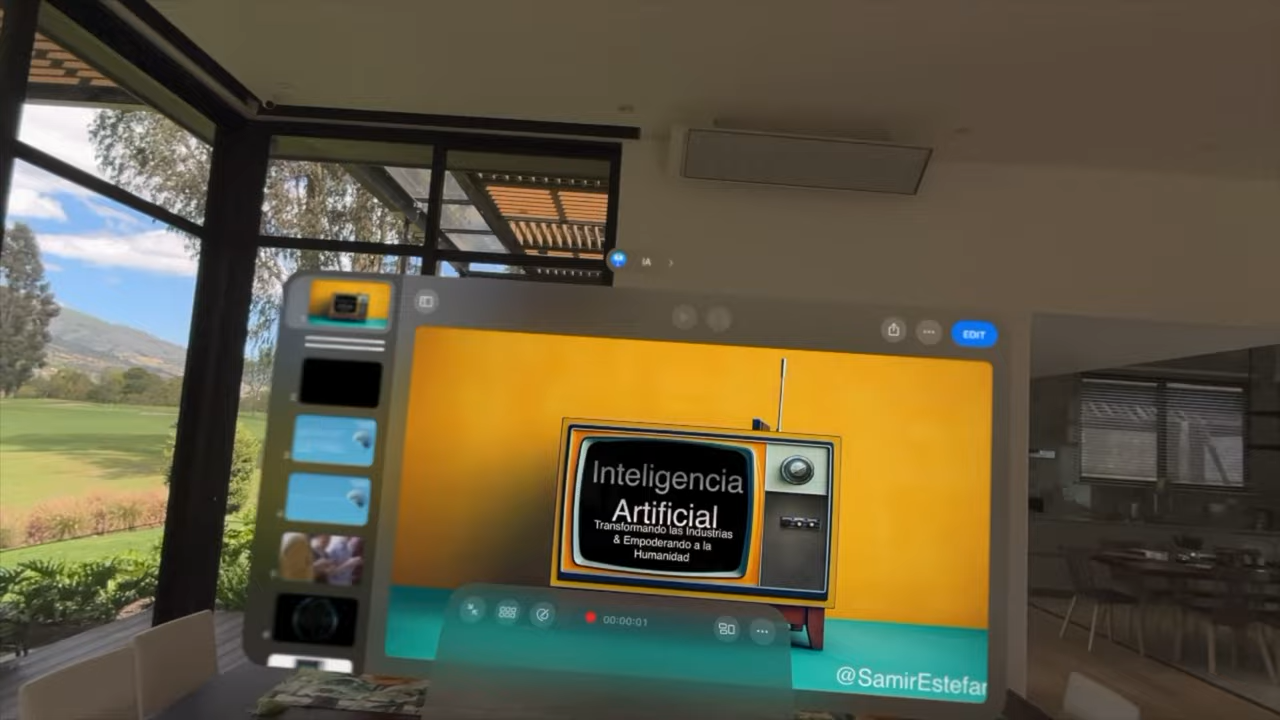 IA
EDIT
Inteligencia
Artificial
Transformando las Industrias
& Empoderando a la
Humanidad
00:00:01
@SamirEstefan